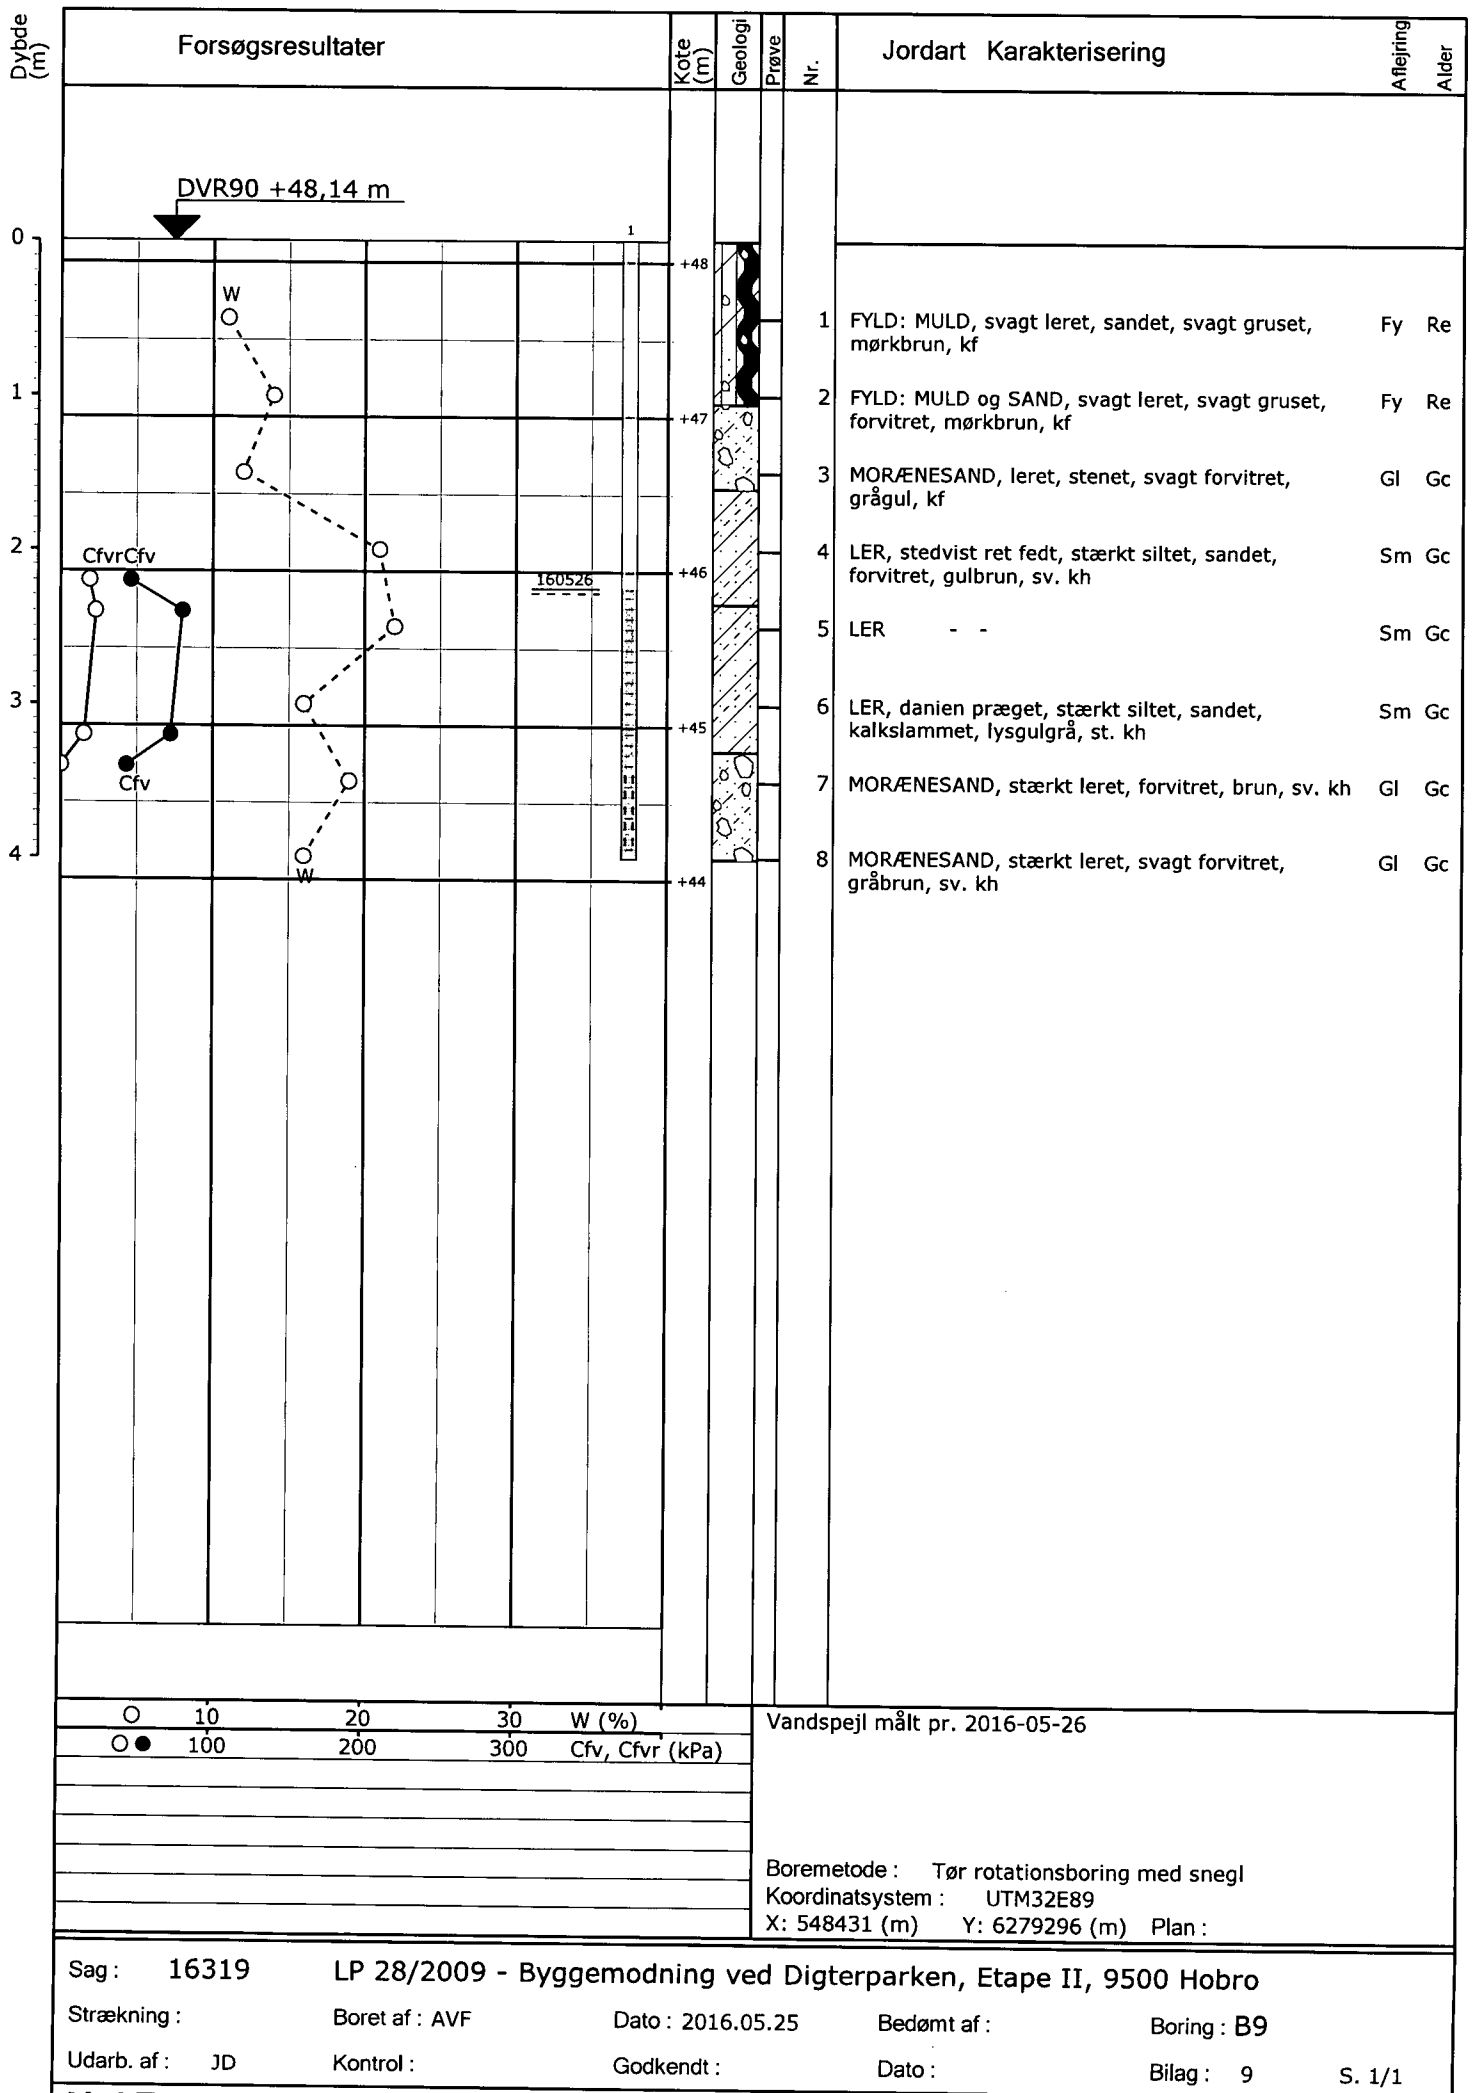 Dybde (m)
Forsøgsresultater
Kote (m)
Geologi
Prøve
Nr.
Jordart Karakterisering
Aflejring
Alder
DVR90 +48,14 m
0
1
+48
W
1 FYLD: MULD, svagt leret, sandet, svagt gruset, Fy Re
mørkbrun, kf
1
2 FYLD: MULD og SAND, svagt leret, svagt gruset, Fy Re
forvitret, mørkbrun, kf
+47
3 MORÆNESAND, leret, stenet, svagt forvitret, Gl Gc
grågul, kf
2
CfvrCfv
4 LER, stedvist ret fedt, stærkt siltet, sandet, Sm Gc
forvitret, gulbrun, sv. kh
+46
160526
5 LER - - Sm Gc
3
6 LER, danien præget, stærkt siltet, sandet, Sm Gc
kalkslammet, lysgulgrå, st. kh
+45
Cfv
7 MORÆNESAND, stærkt leret, forvitret, brun, sv. kh Gl Gc
4
W
8 MORÆNESAND, stærkt leret, svagt forvitret, Gl Gc
gråbrun, sv. kh
+44
10 20 30 W (%)
100 200 300 Cfv, Cfvr (kPa)
Vandspejl målt pr. 2016-05-26
Boremetode : Tør rotationsboring med snegl
Koordinatsystem : UTM32E89
X: 548431 (m) Y: 6279296 (m) Plan :
Sag : 16319 LP 28/2009 - Byggemodning ved Digterparken, Etape II, 9500 Hobro
Strækning : Boret af : AVF Dato : 2016.05.25 Bedømt af : Boring : B9
Udarb. af : JD Kontrol : Godkendt : Dato : Bilag : 9 S. 1/1